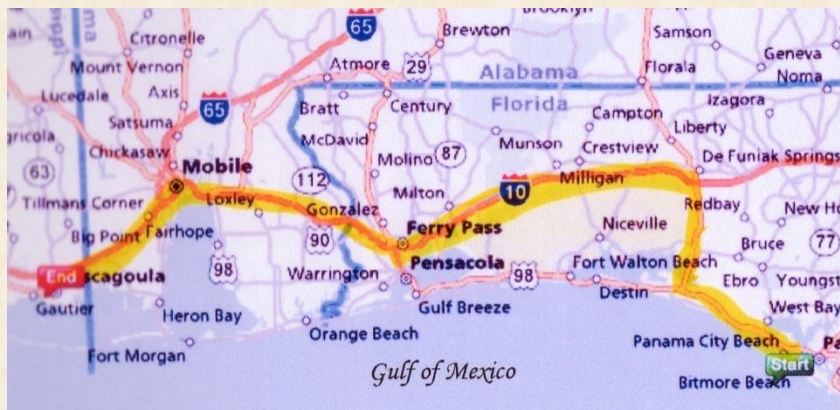 Citronelle
Brewton
Samson
Geneva
Mount Vernon
Atmore
29
Alabama
Florala
Noma
Lucedale
Axis
65
65
Bratt
Century
Florida
Izagora
Satsuma
McDavid
Campton
Liberty
Chickasaw
Munson
Crestview
Mobile
Molino
87
De Funiak Springs
63
112
10
Milligan
Tillmans Corner
Loxley
Milton
Redbay
Gonzalez
Big Point
Fairhope
90
Ferry Pass
Niceville
Bruce
77
Pensacola
End
scagoula
98
Warrington
98
Fort Walton Beach
Ebro
Youngst
Gautier
Heron Bay
Gulf Breeze
Destin
West Bay
Orange Beach
Fort Morgan
Panama City Beach
Gulf of Mexico
Start
Bitmore Beach